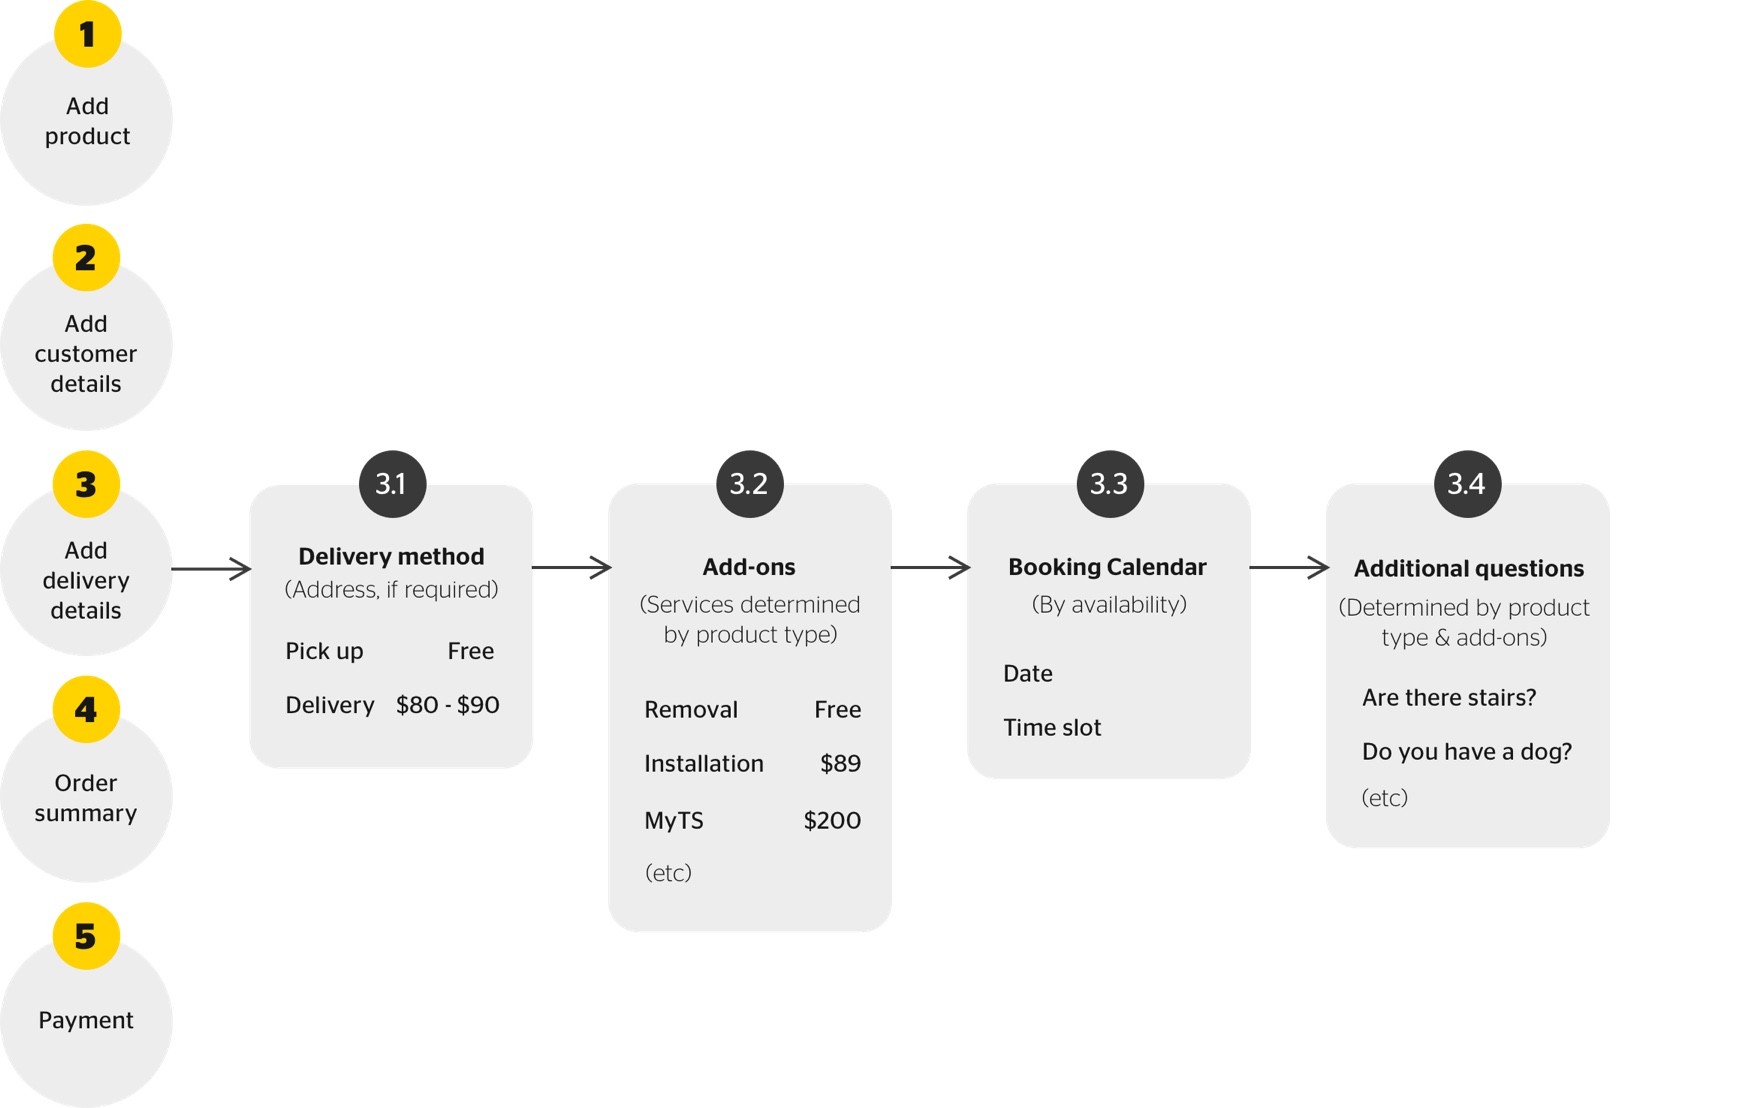 1
Add
product
2
Add
customer
details
3
Add
delivery
details
3.1
Delivery method
(Address, if required)
Pick up Free
Delivery $80 - $90
3.2
Add-ons
(Services determined
by product type)
Removal Free
Installation $89
MyTS $200
(etc)
3.3
Booking Calendar
(By availability)
Date
Time slot
3.4
Additional questions
(Determined by product
type & add-ons)
Are there stairs?
Do you have a dog?
(etc)
4
Order
summary
5
Payment